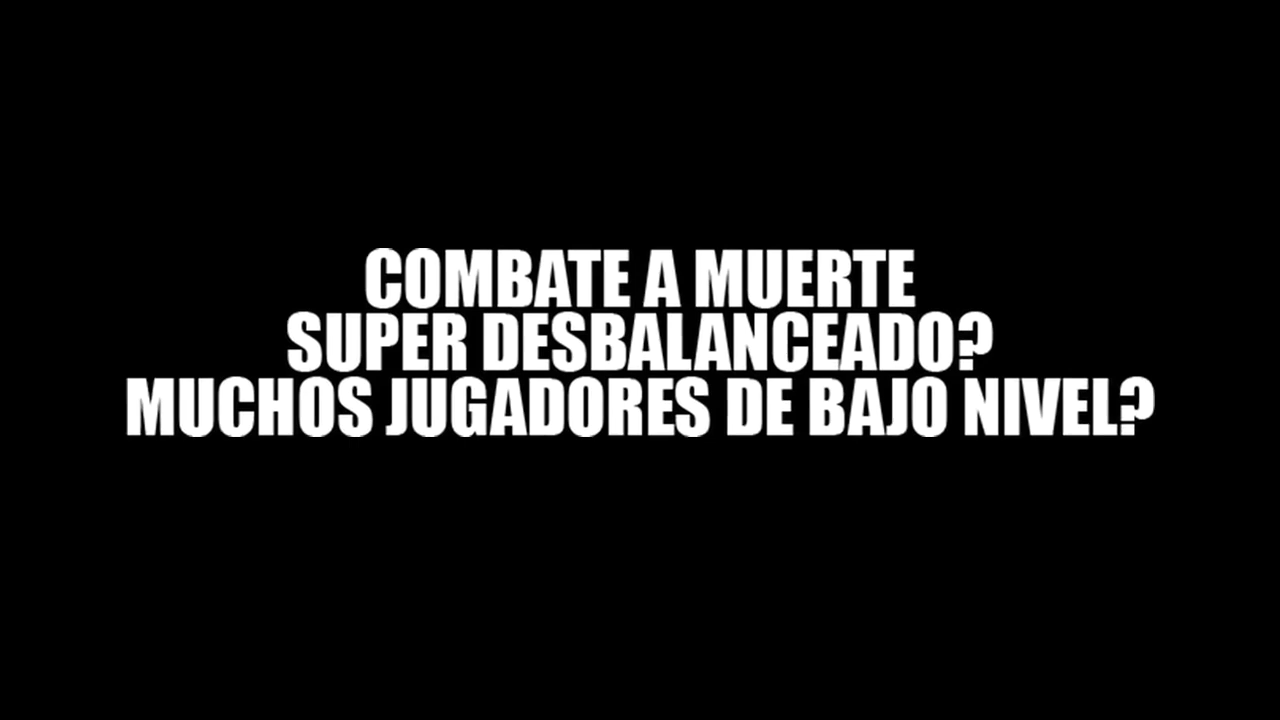 COMBATE A MUERTE
SUPER DESBALANCEADO?
MUCHOS JUGADORES DE BAJO NIVEL?